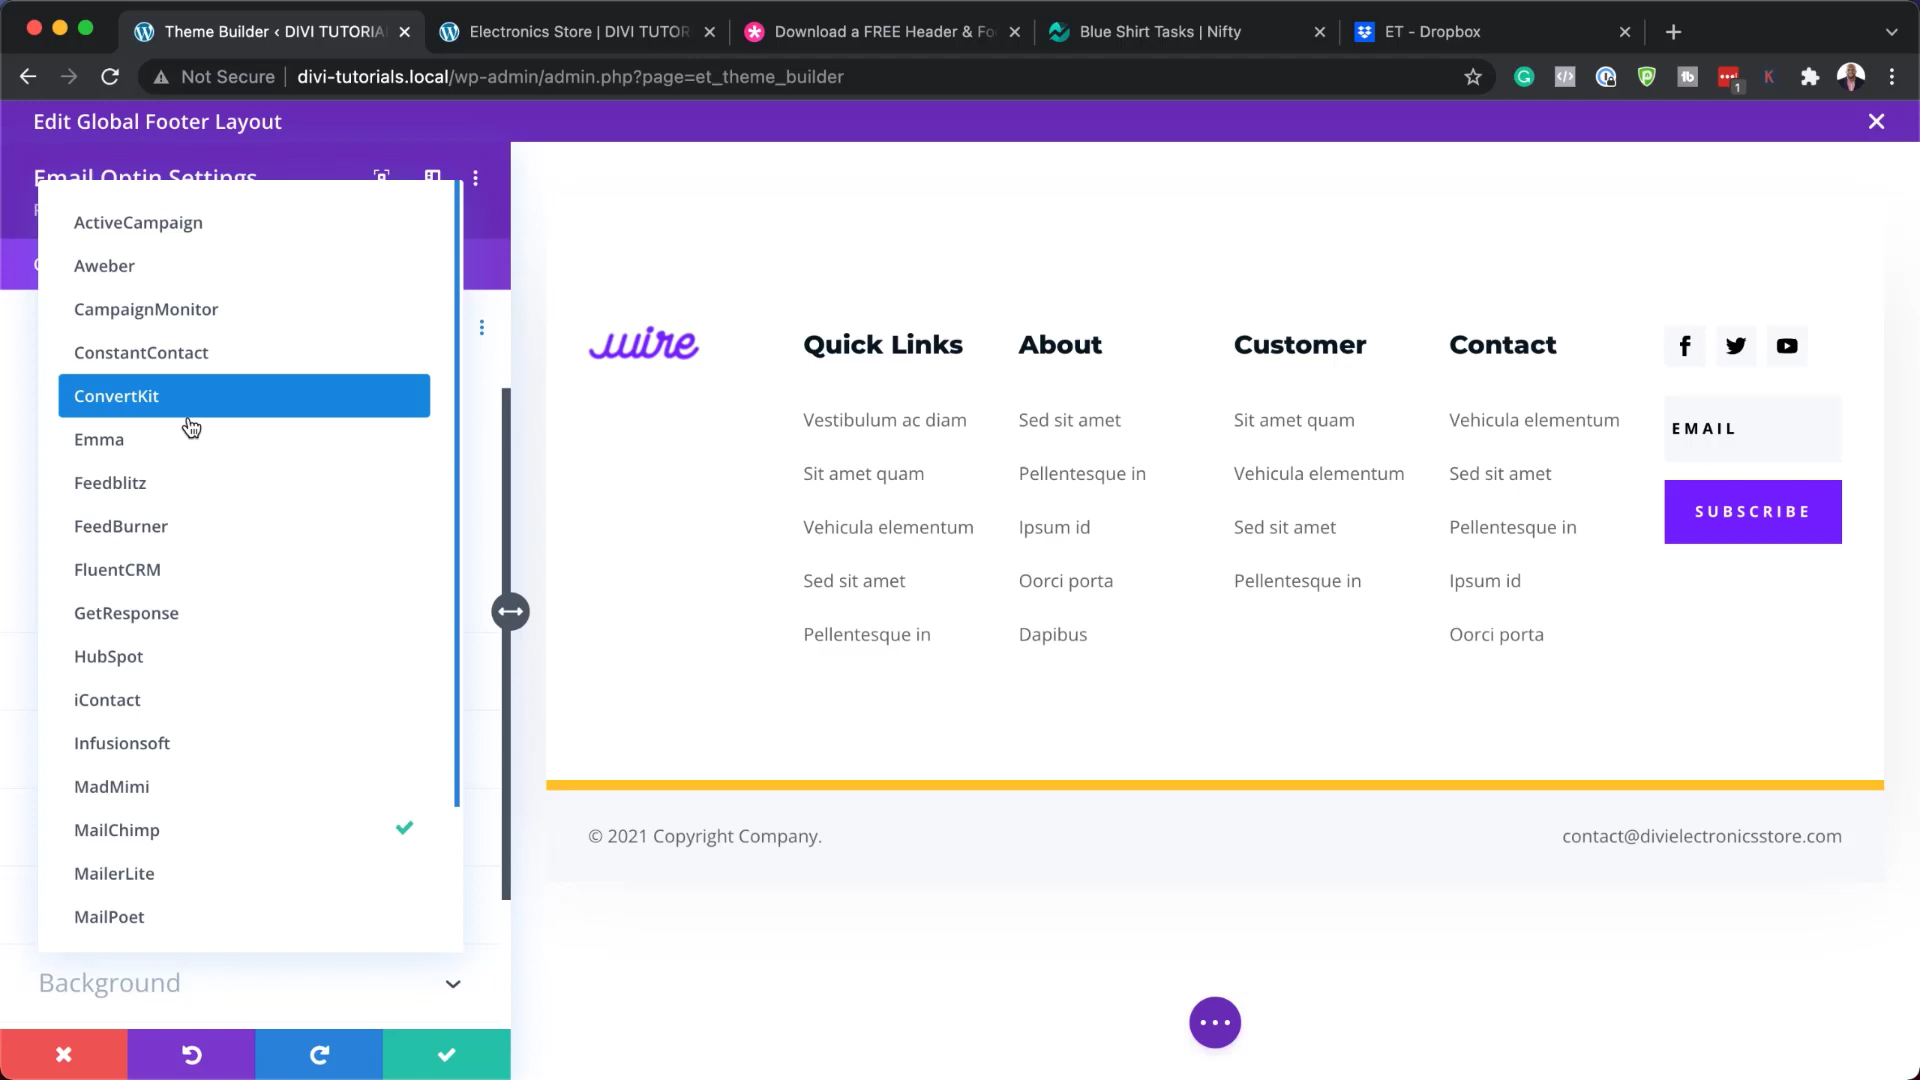 Theme Builder ‹ DIVI TUTORIA
Electronics Store | DIVI TUTOR
Download a FREE Header & Fo
Blue Shirt Tasks | Nifty
ET - Dropbox
Not Secure
divi-tutorials.local/wp-admin/admin.php?page=et_theme_builder
1
Edit Global Footer Layout
Email Optin Settings
ActiveCampaign
Aweber
CampaignMonitor
ConstantContact
ConvertKit
Emma
Feedblitz
FeedBurner
FluentCRM
GetResponse
HubSpot
iContact
Infusionsoft
MadMimi
MailChimp
MailerLite
MailPoet
Background
wire
Quick Links
Vestibulum ac diam
Sit amet quam
Vehicula elementum
Sed sit amet
Pellentesque in
About
Sed sit amet
Pellentesque in
Ipsum id
Oorci porta
Dapibus
Customer
Sit amet quam
Vehicula elementum
Sed sit amet
Pellentesque in
Contact
Vehicula elementum
Sed sit amet
Pellentesque in
Ipsum id
Oorci porta
EMAIL
SUBSCRIBE
© 2021 Copyright Company.
contact@divielectronicsstore.com